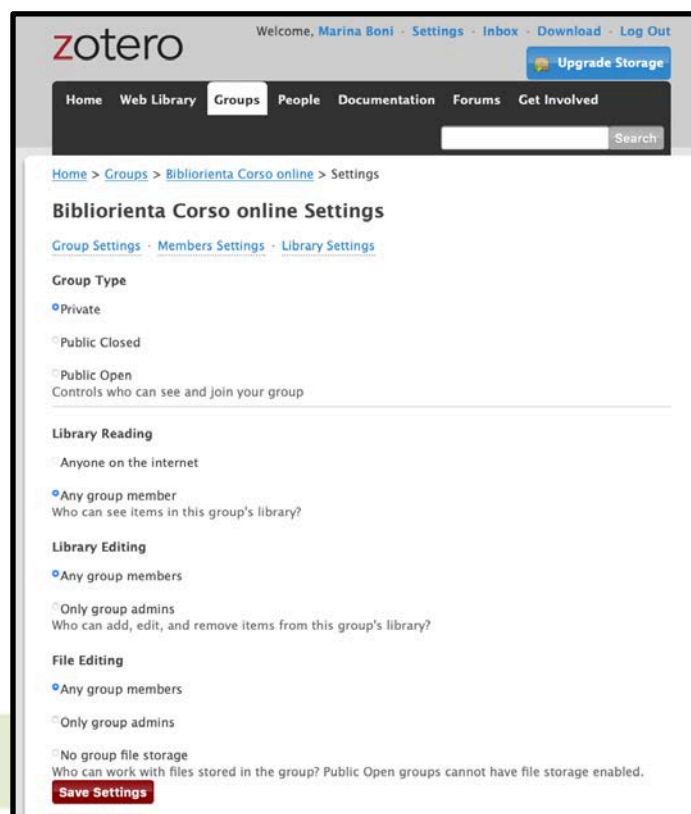 zotero
Welcome, Marina Boni · Settings · Inbox · Download · Log Out
Upgrade Storage
Home Web Library Groups People Documentation Forums Get Involved
Search
Home > Groups > Bibliorienta Corso online > Settings
Bibliorienta Corso online Settings
Group Settings · Members Settings · Library Settings
Group Type
Private
Public Closed
Public Open
Controls who can see and join your group
Library Reading
Anyone on the internet
Any group member
Who can see items in this group's library?
Library Editing
Any group members
Only group admins
Who can add, edit, and remove items from this group's library?
File Editing
Any group members
Only group admins
No group file storage
Who can work with files stored in the group? Public Open groups cannot have file storage enabled.
Save Settings